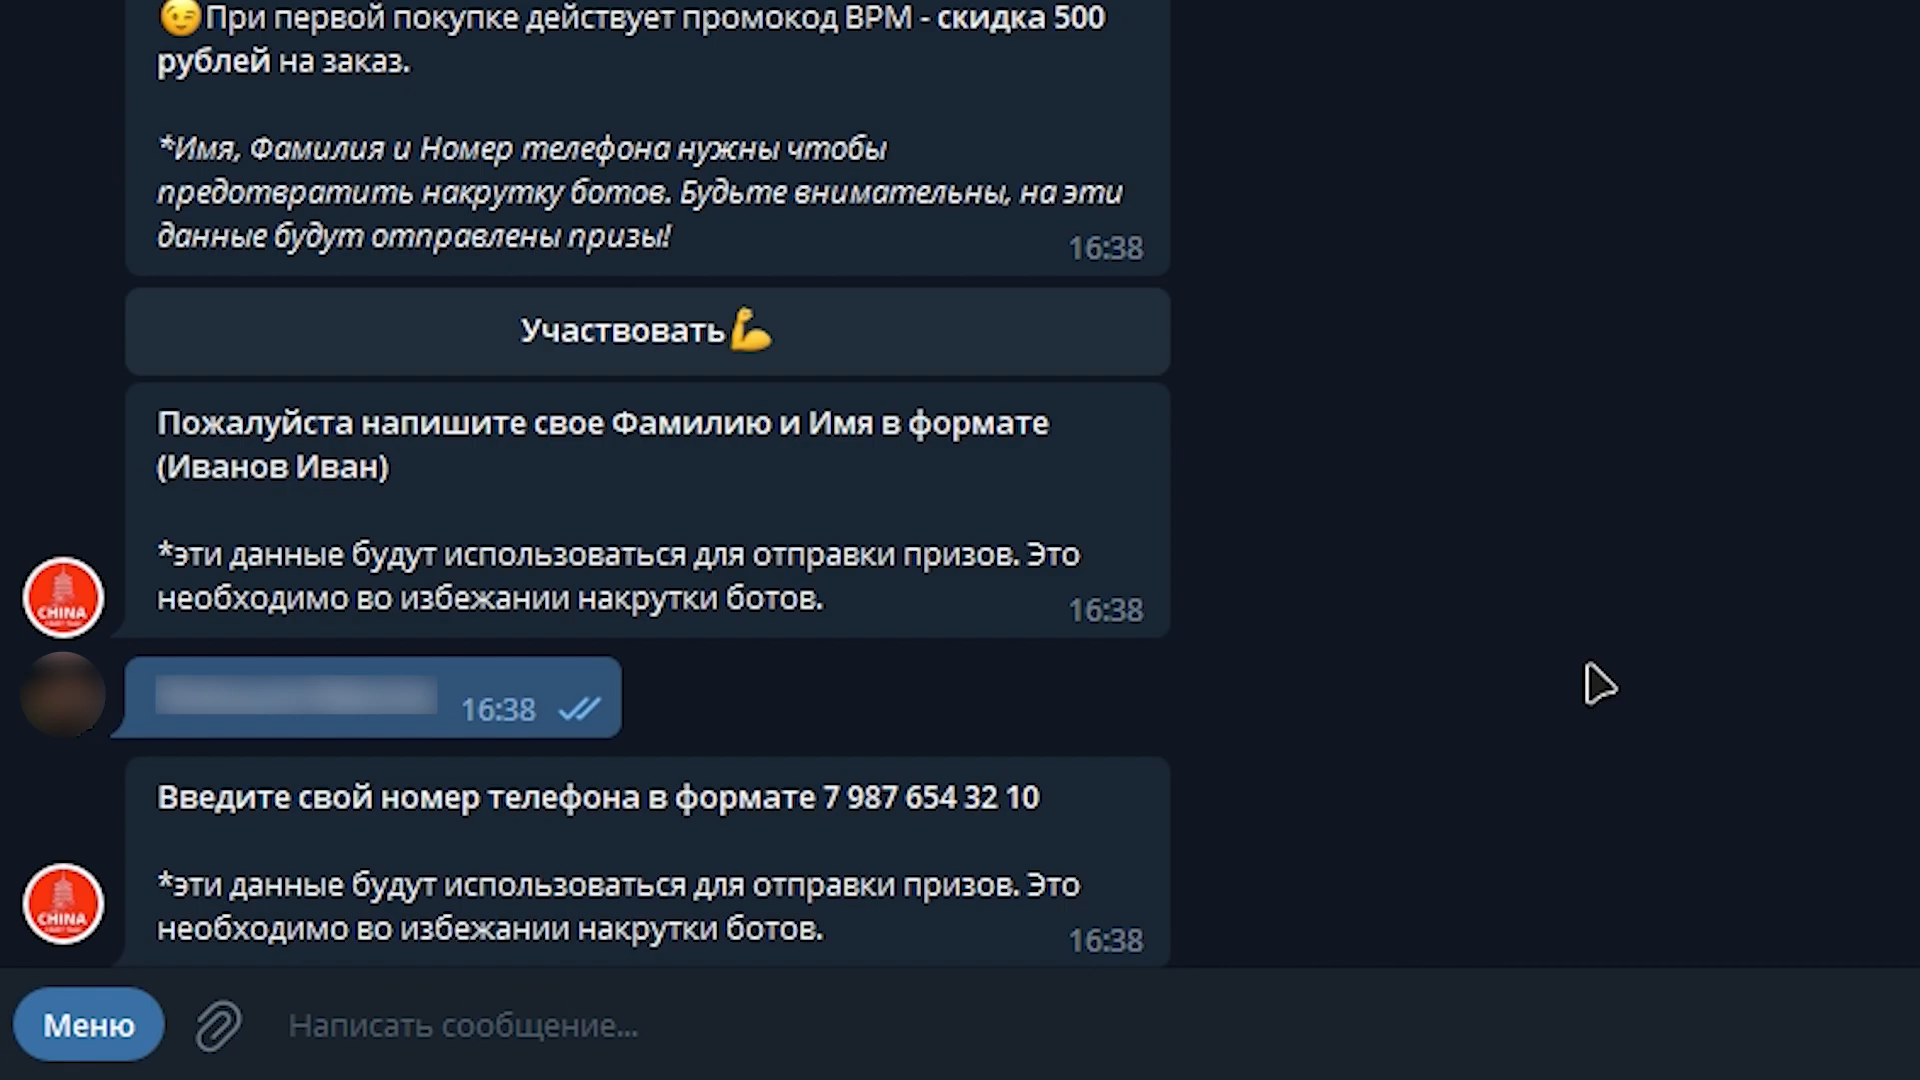 😉При первой покупке действует промокод BPM - скидка 500
рублей на заказ.
*Имя, Фамилия и Номер телефона нужны чтобы
предотвратить накрутку ботов. Будьте внимательны, на эти
данные будут отправлены призы!
16:38
Участвовать💪
Пожалуйста напишите свое Фамилию и Имя в формате
(Иванов Иван)
*эти данные будут использоваться для отправки призов. Это
необходимо во избежании накрутки ботов.
16:38
CHINA
16:38
Введите свой номер телефона в формате 7 987 654 32 10
*эти данные будут использоваться для отправки призов. Это
необходимо во избежании накрутки ботов.
16:38
CHINA
Меню
Написать сообщение...